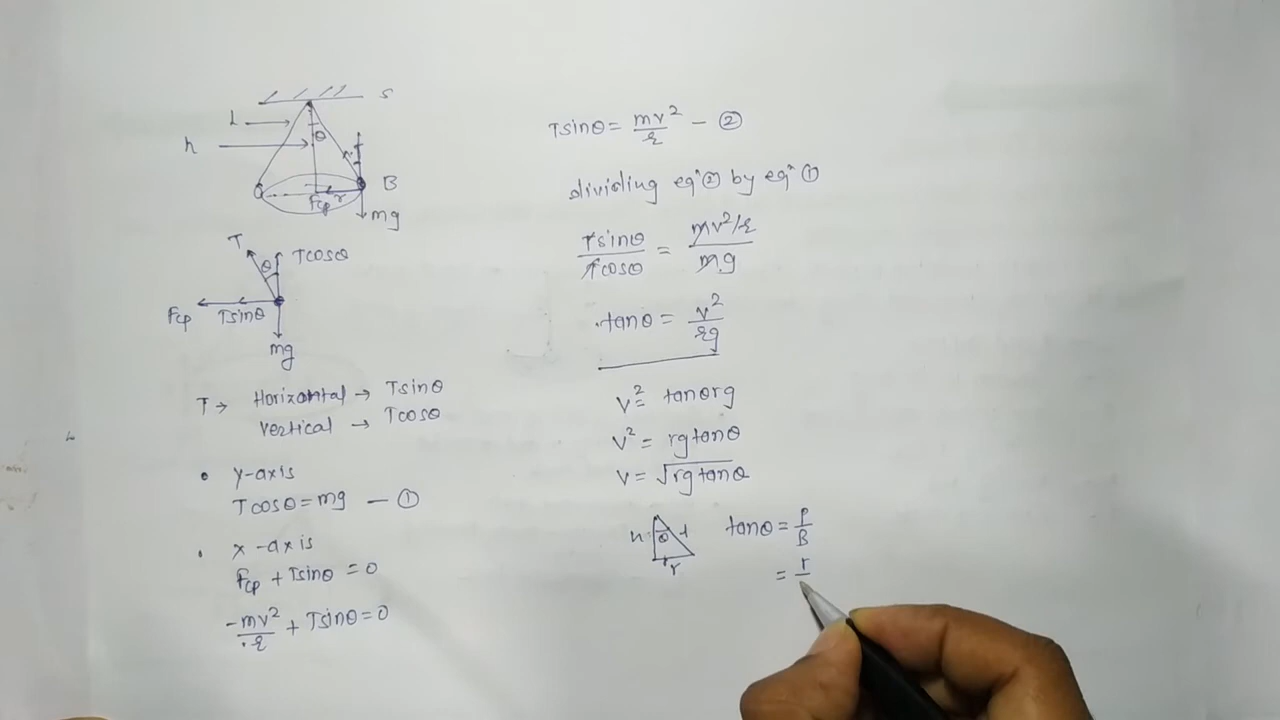 S
L
θ
h
B
Fcp r
mg
T
Tcosθ
θ
Fcp
Tsinθ
mg
T → Horizontal → Tsinθ
Vertical → Tcosθ
• y-axis
Tcosθ = mg — ①
• x-axis
Fcp + Tsinθ = 0
-mv²/r + Tsinθ = 0
Tsinθ = mv²/r — ②
dividing eqⁿ② by eqⁿ ①
Tsinθ/Tcosθ = mv²/r/mg
tanθ = v²/rg
v² = tanθrg
v² = rgtanθ
v = √rgtanθ
h θ l
r
tanθ = P/B
= r